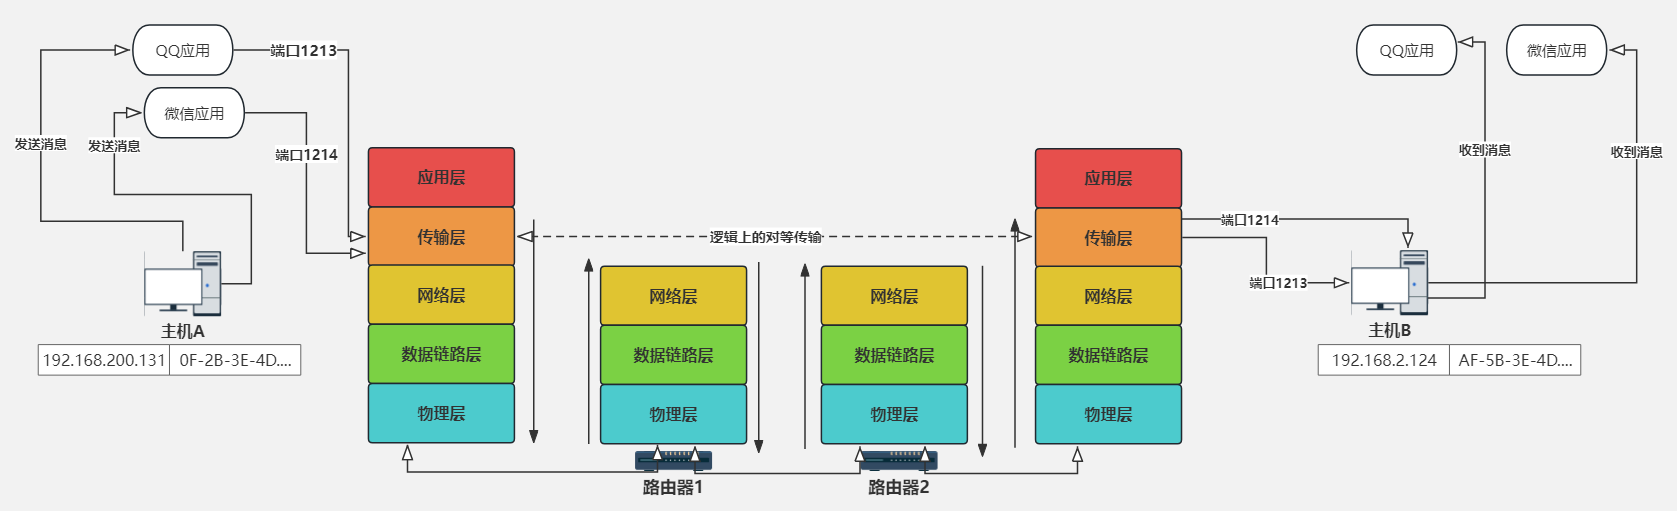 QQ应用
端口1213
微信应用
发送消息
发送消息
端口1214
主机A
192.168.200.131
0F-2B-3E-4D....
应用层
传输层
网络层
数据链路层
物理层
逻辑上的对等传输
网络层
数据链路层
物理层
路由器1
网络层
数据链路层
物理层
路由器2
应用层
传输层
网络层
数据链路层
物理层
QQ应用
微信应用
收到消息
收到消息
端口1214
端口1213
主机B
192.168.2.124
AF-5B-3E-4D....